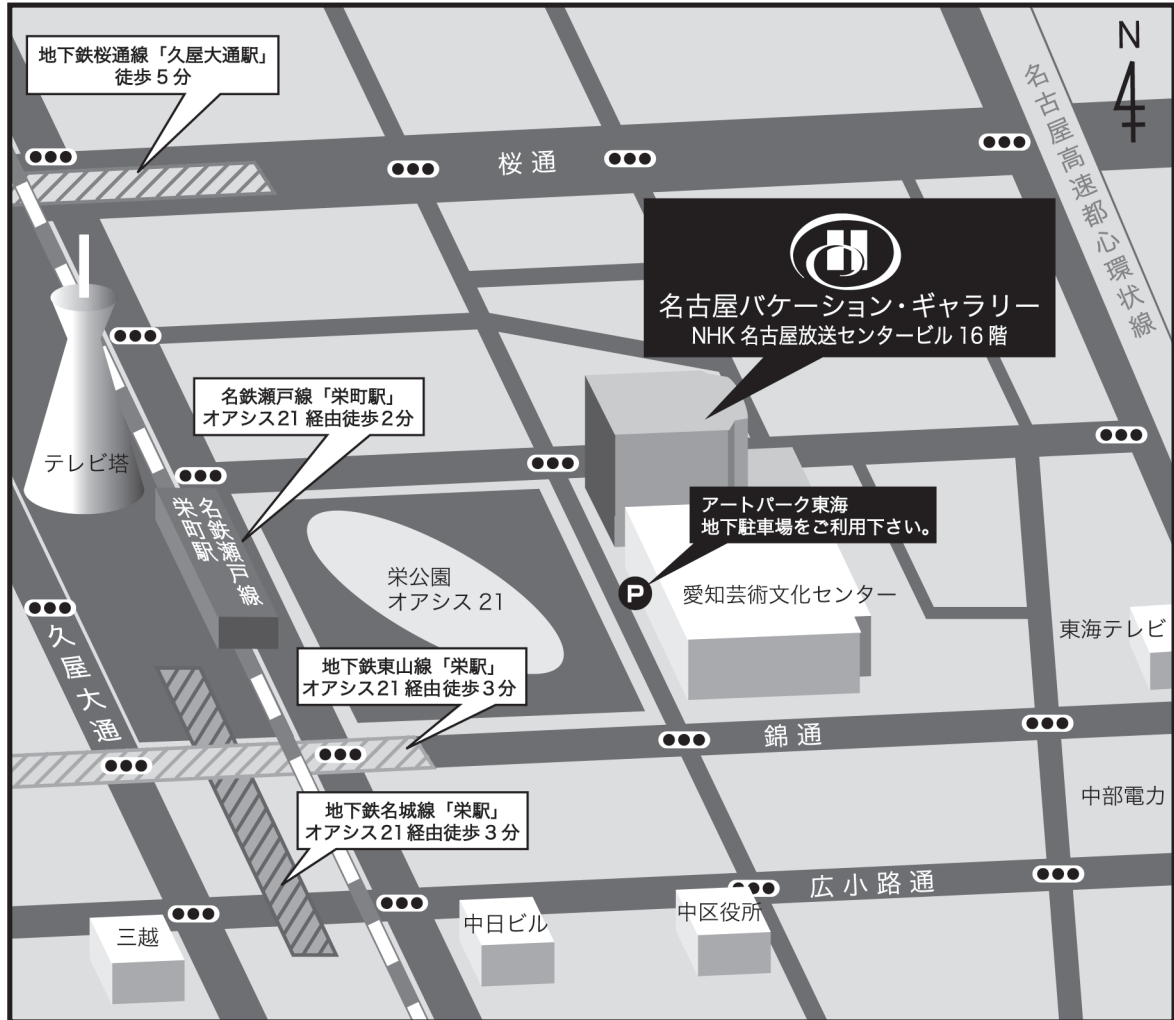 地下鉄桜通線「久屋大通駅」
徒歩5分
N
名古屋高速都心環状線
桜通
H
名古屋バケーション・ギャラリー
NHK 名古屋放送センタービル 16 階
名鉄瀬戸線「栄町駅」
オアシス21 経由徒歩2分
テレビ塔
名鉄瀬戸線
栄町駅
アートパーク東海
地下駐車場をご利用下さい。
栄公園
オアシス 21
P
愛知芸術文化センター
東海テレビ
久屋大通
地下鉄東山線「栄駅」
オアシス21 経由徒歩3分
錦通
中部電力
地下鉄名城線「栄駅」
オアシス21 経由徒歩 3 分
広小路通
三越
中日ビル
中区役所